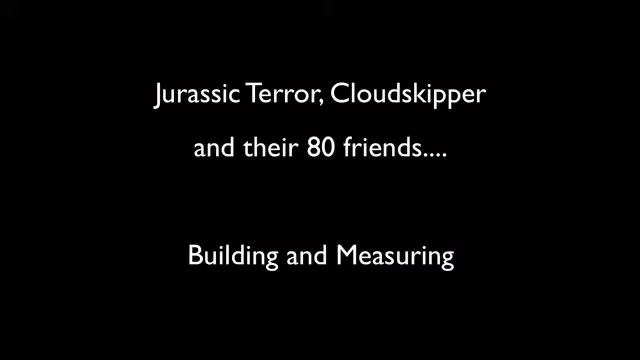 Jurassic Terror, Cloudskipper
and their 80 friends....
Building and Measuring